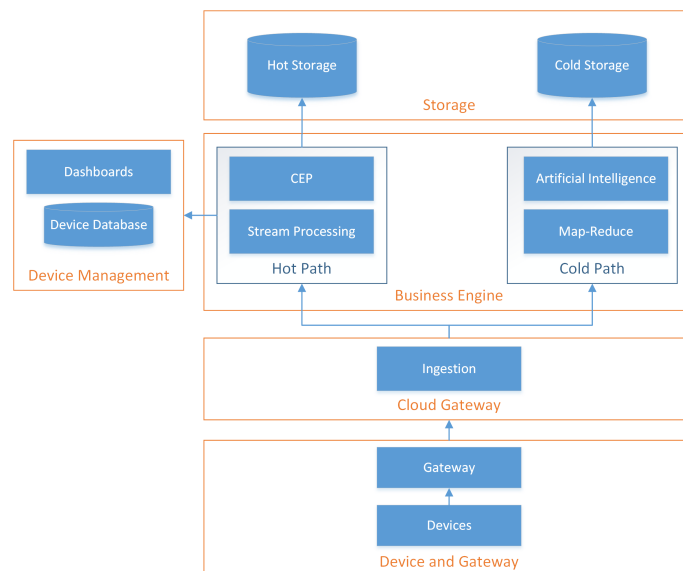 Hot Storage
Cold Storage
Storage
Dashboards
Device Database
Device Management
CEP
Stream Processing
Hot Path
Artificial Intelligence
Map-Reduce
Cold Path
Business Engine
Ingestion
Cloud Gateway
Gateway
Devices
Device and Gateway